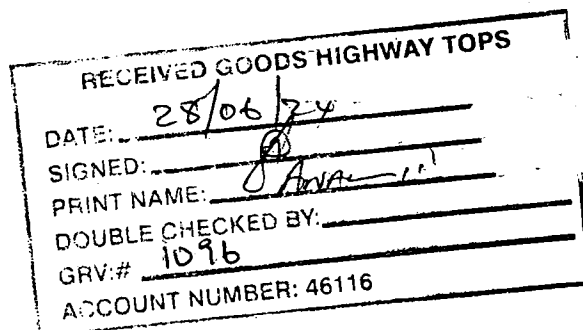 RECEIVED GOODS HIGHWAY TOPS
DATE: 28/06/24
SIGNED:
PRINT NAME:
DOUBLE CHECKED BY:
GRV:# 1096
ACCOUNT NUMBER: 46116